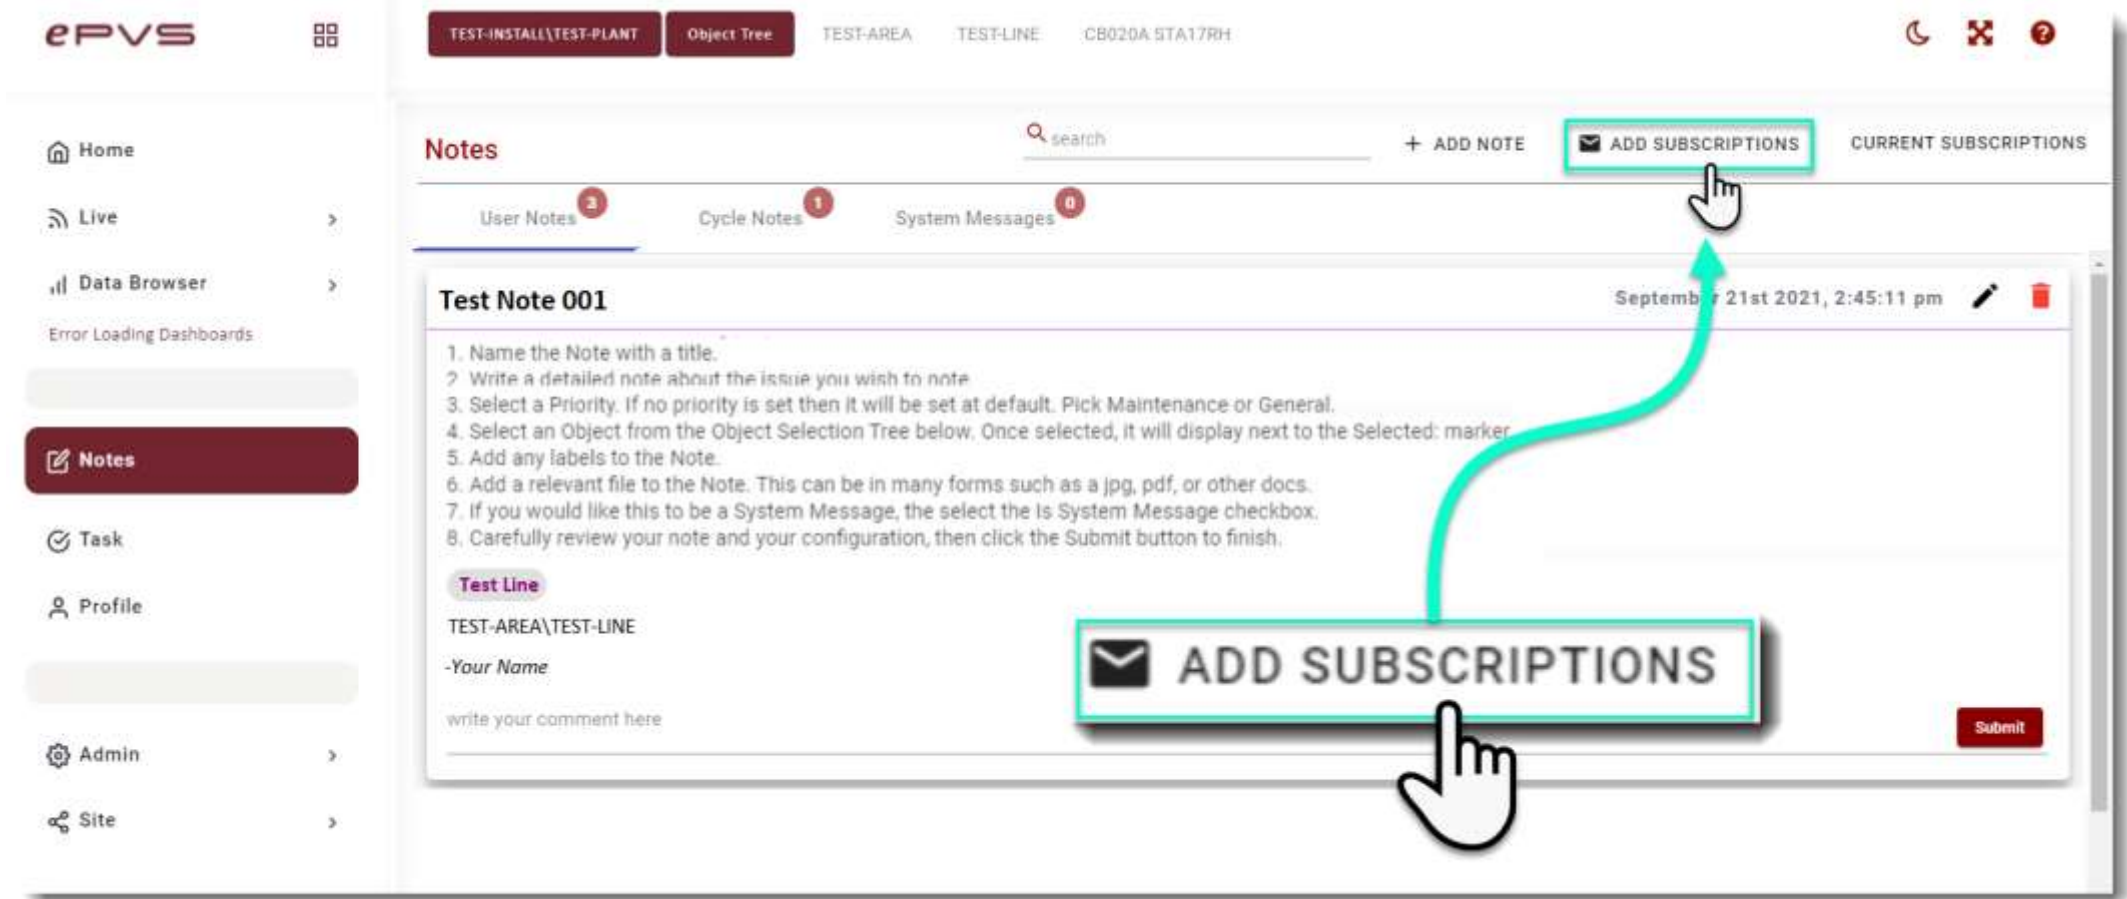 ePVS
TEST-INSTALL\TEST-PLANT
Object Tree
TEST-AREA
TEST-LINE
CB020A STA17RH
Home
Live
Data Browser
Error Loading Dashboards
Notes
Task
Profile
Admin
Site
Notes
search
+ ADD NOTE
ADD SUBSCRIPTIONS
CURRENT SUBSCRIPTIONS
User Notes 3
Cycle Notes 1
System Messages 0
Test Note 001
September 21st 2021, 2:45:11 pm
1. Name the Note with a title.
2 Write a detailed note about the issue you wish to note
3. Select a Priority. If no priority is set then it will be set at default. Pick Maintenance or General.
4. Select an Object from the Object Selection Tree below. Once selected, it will display next to the Selected: marker
5. Add any labels to the Note.
6. Add a relevant file to the Note. This can be in many forms such as a jpg, pdf, or other docs.
7. If you would like this to be a System Message, the select the Is System Message checkbox.
8. Carefully review your note and your configuration, then click the Submit button to finish.
Test Line
TEST-AREA\TEST-LINE
-Your Name
ADD SUBSCRIPTIONS
write your comment here
Submit